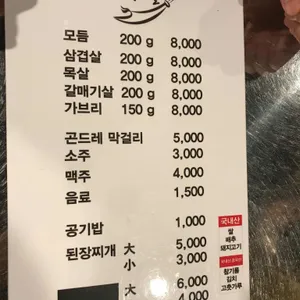 모듬 200 g 8,000
삼겹살 200 g 8,000
목살 200 g 8,000
갈매기살 200 g 8,000
가브리 150 g 8,000
곤드레 막걸리 5,000
소주 3,000
맥주 4,000
음료 1,500
공기밥 1,000
된장찌개 大 5,000
小 3,000
大 6,000
4,000
국내산
쌀
배추
돼지고기
참기름
김치
고춧가루